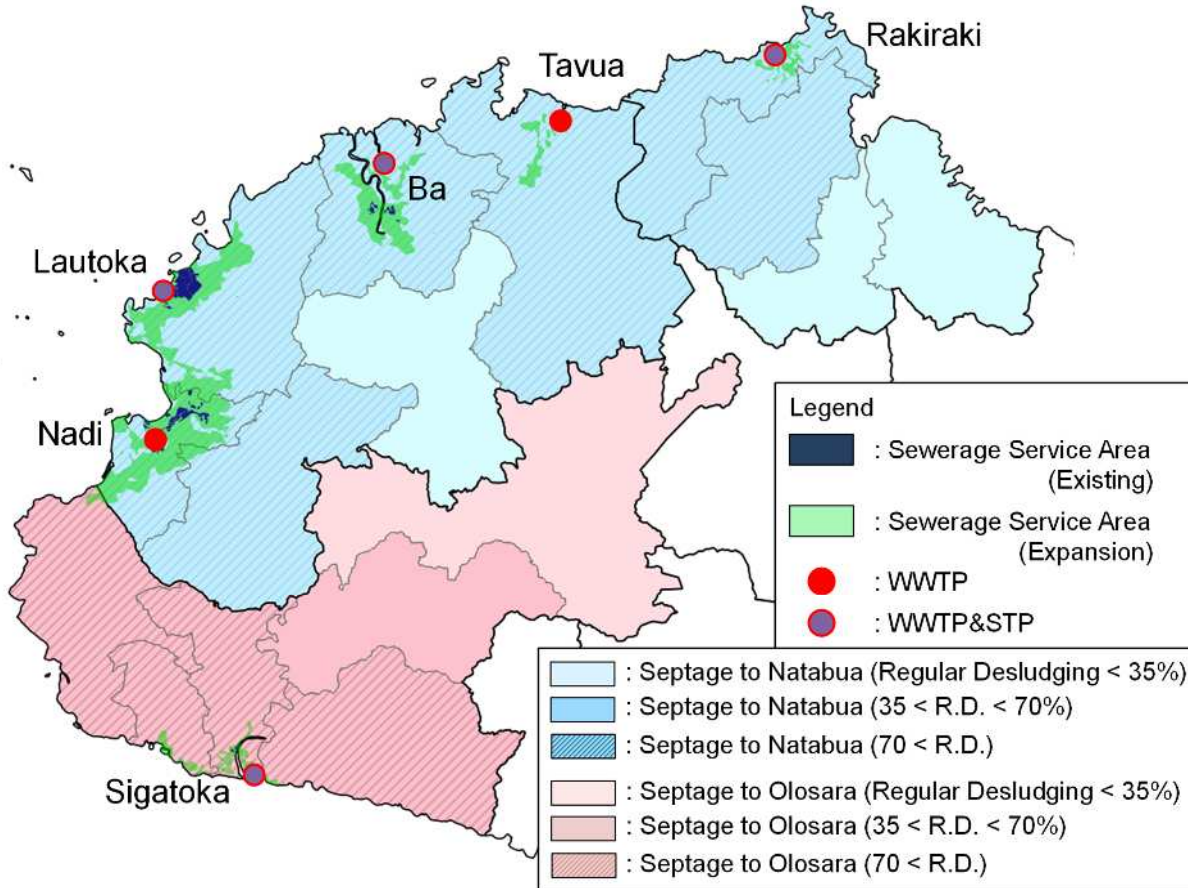 Rakiraki
Tavua
Ba
Lautoka
Nadi
Sigatoka
Legend
: Sewerage Service Area
(Existing)
: Sewerage Service Area
(Expansion)
: WWTP
: WWTP&STP
: Septage to Natabua (Regular Desludging < 35%)
: Septage to Natabua (35 < R.D. < 70%)
: Septage to Natabua (70 < R.D.)
: Septage to Olosara (Regular Desludging < 35%)
: Septage to Olosara (35 < R.D. < 70%)
: Septage to Olosara (70 < R.D.)